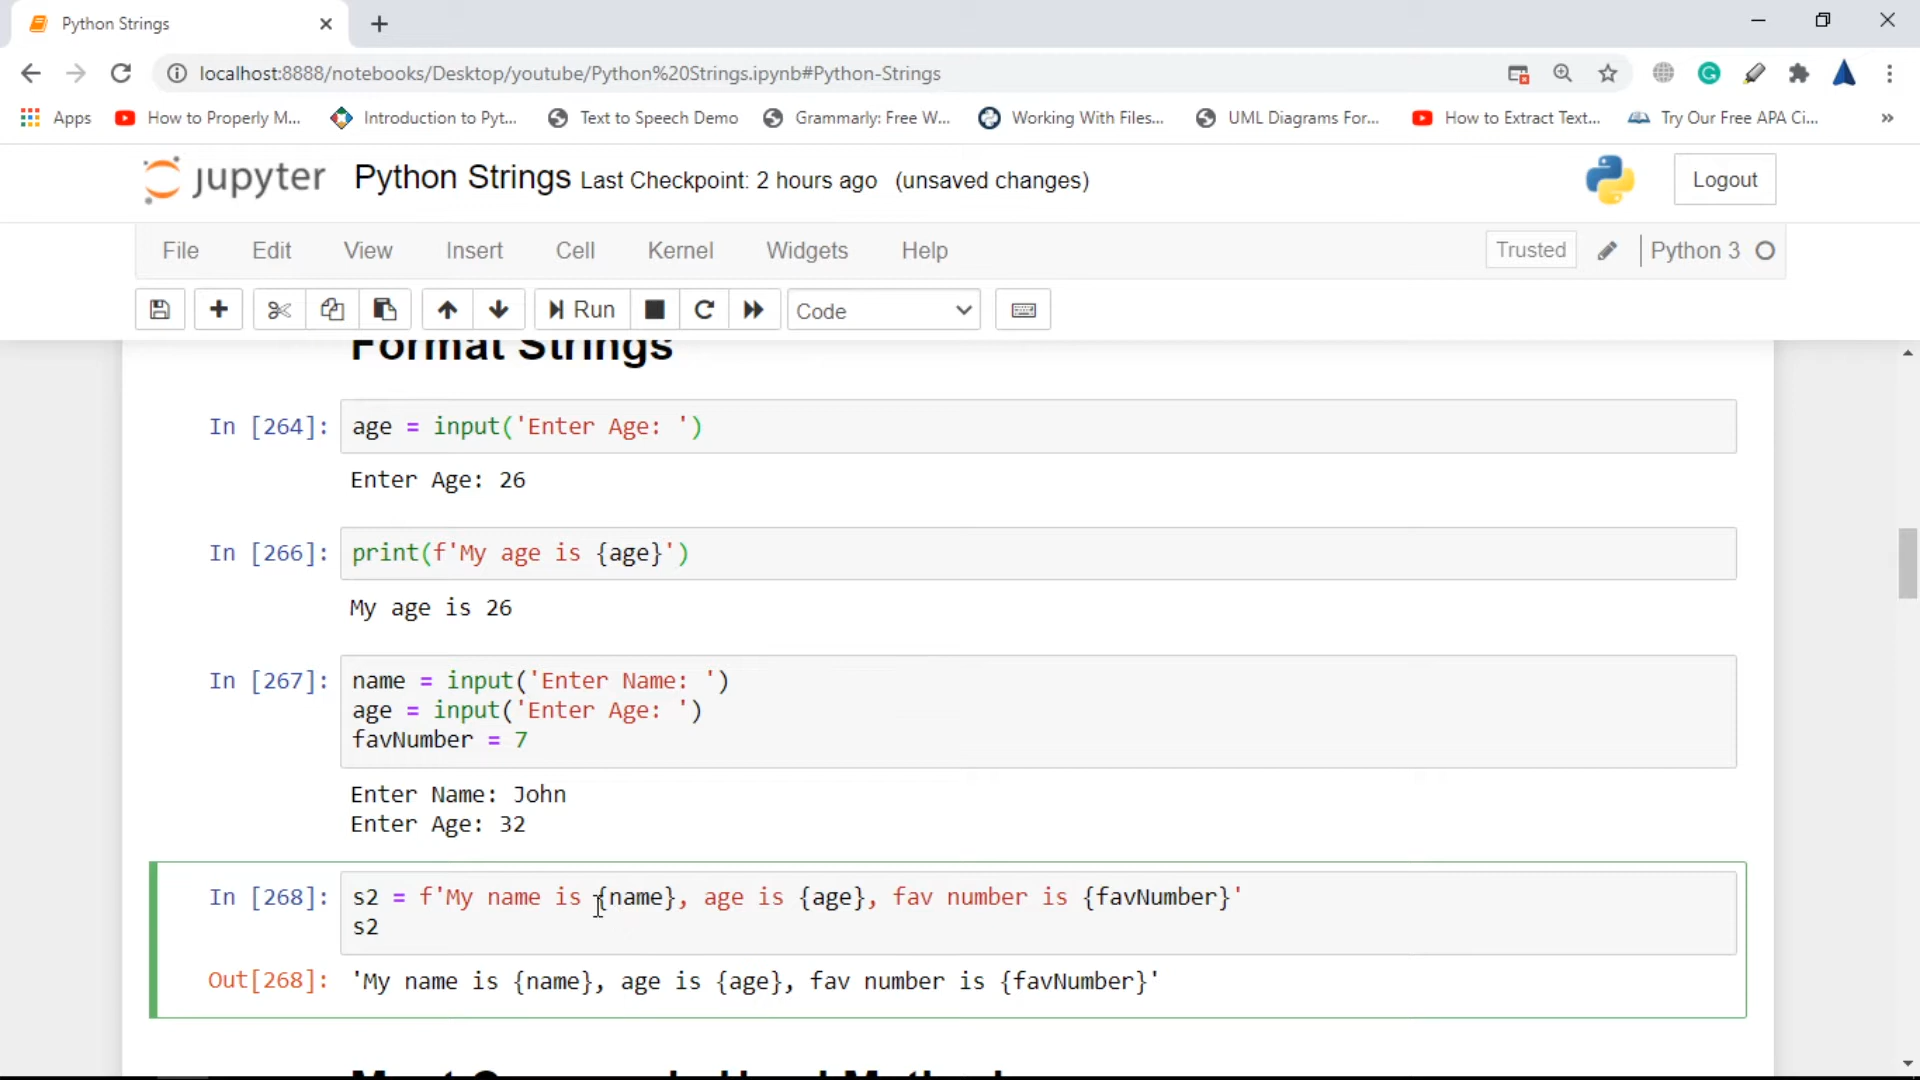 Python Strings
localhost:8888/notebooks/Desktop/youtube/Python%20Strings.ipynb#Python-Strings
Apps How to Properly M... Introduction to Pyt... Text to Speech Demo Grammarly: Free W... Working With Files... UML Diagrams For... How to Extract Text... Try Our Free APA Ci... »
jupyter Python Strings Last Checkpoint: 2 hours ago (unsaved changes) Logout
File Edit View Insert Cell Kernel Widgets Help Trusted Python 3
Run Code
Format Strings
In [264]: age = input('Enter Age: ')
Enter Age: 26
In [266]: print(f'My age is {age}')
My age is 26
In [267]: name = input('Enter Name: ')
age = input('Enter Age: ')
favNumber = 7
Enter Name: John
Enter Age: 32
In [268]: s2 = f'My name is {name}, age is {age}, fav number is {favNumber}'
s2
Out[268]: 'My name is {name}, age is {age}, fav number is {favNumber}'